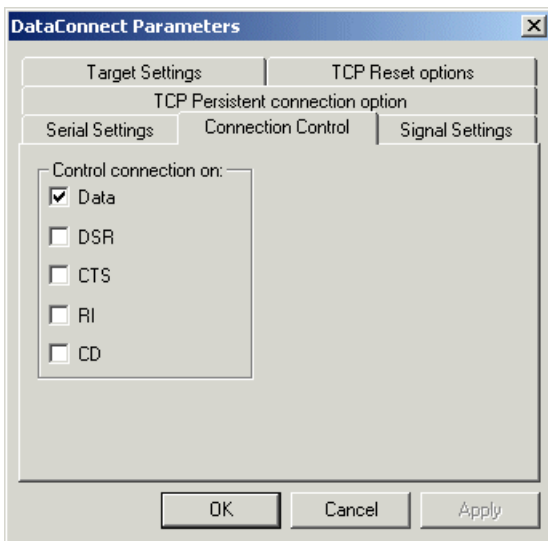 DataConnect Parameters
Target Settings
TCP Reset options
TCP Persistent connection option
Serial Settings
Connection Control
Signal Settings
Control connection on:
Data
DSR
CTS
RI
CD
OK
Cancel
Apply